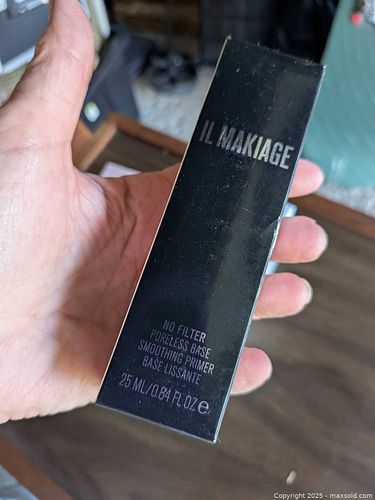 IL MAKIAGE
NO FILTER
PORELESS BASE
SMOOTHING PRIMER
BASE LISSANTE
25 ML/0.84 FL OZ ℮
Copyright © 2025 - maxsold.com